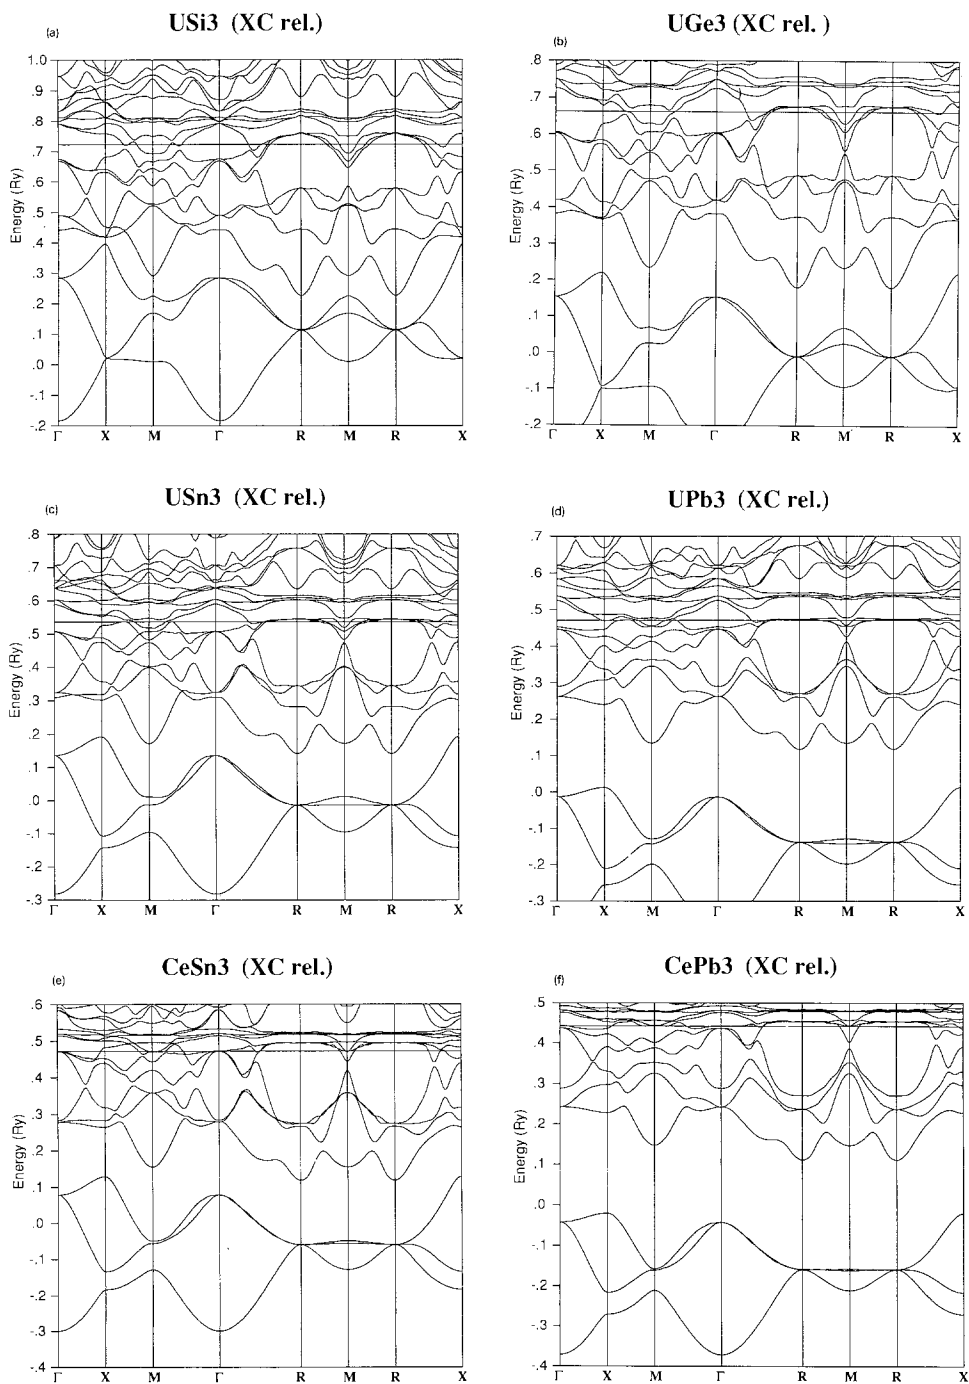 (a)
USi3 (XC rel.)
1.0
.9
.8
.7
.6
.5
.4
.3
.2
.1
.0
-.1
-.2
Energy (Ry)
Γ X M Γ R M R X
(b)
UGe3 (XC rel. )
.8
.7
.6
.5
.4
.3
.2
.1
.0
-.1
-.2
Energy (Ry)
Γ X M Γ R M R X
(c)
USn3 (XC rel.)
.8
.7
.6
.5
.4
.3
.2
.1
.0
-.1
-.2
-.3
Energy (Ry)
Γ X M Γ R M R X
(d)
UPb3 (XC rel.)
.7
.6
.5
.4
.3
.2
.1
.0
-.1
-.2
-.3
Energy (Ry)
Γ X M Γ R M R X
(e)
CeSn3 (XC rel.)
.6
.5
.4
.3
.2
.1
.0
-.1
-.2
-.3
-.4
Energy (Ry)
Γ X M Γ R M R X
(f)
CePb3 (XC rel.)
.5
.4
.3
.2
.1
.0
-.1
-.2
-.3
-.4
Energy (Ry)
Γ X M Γ R M R X